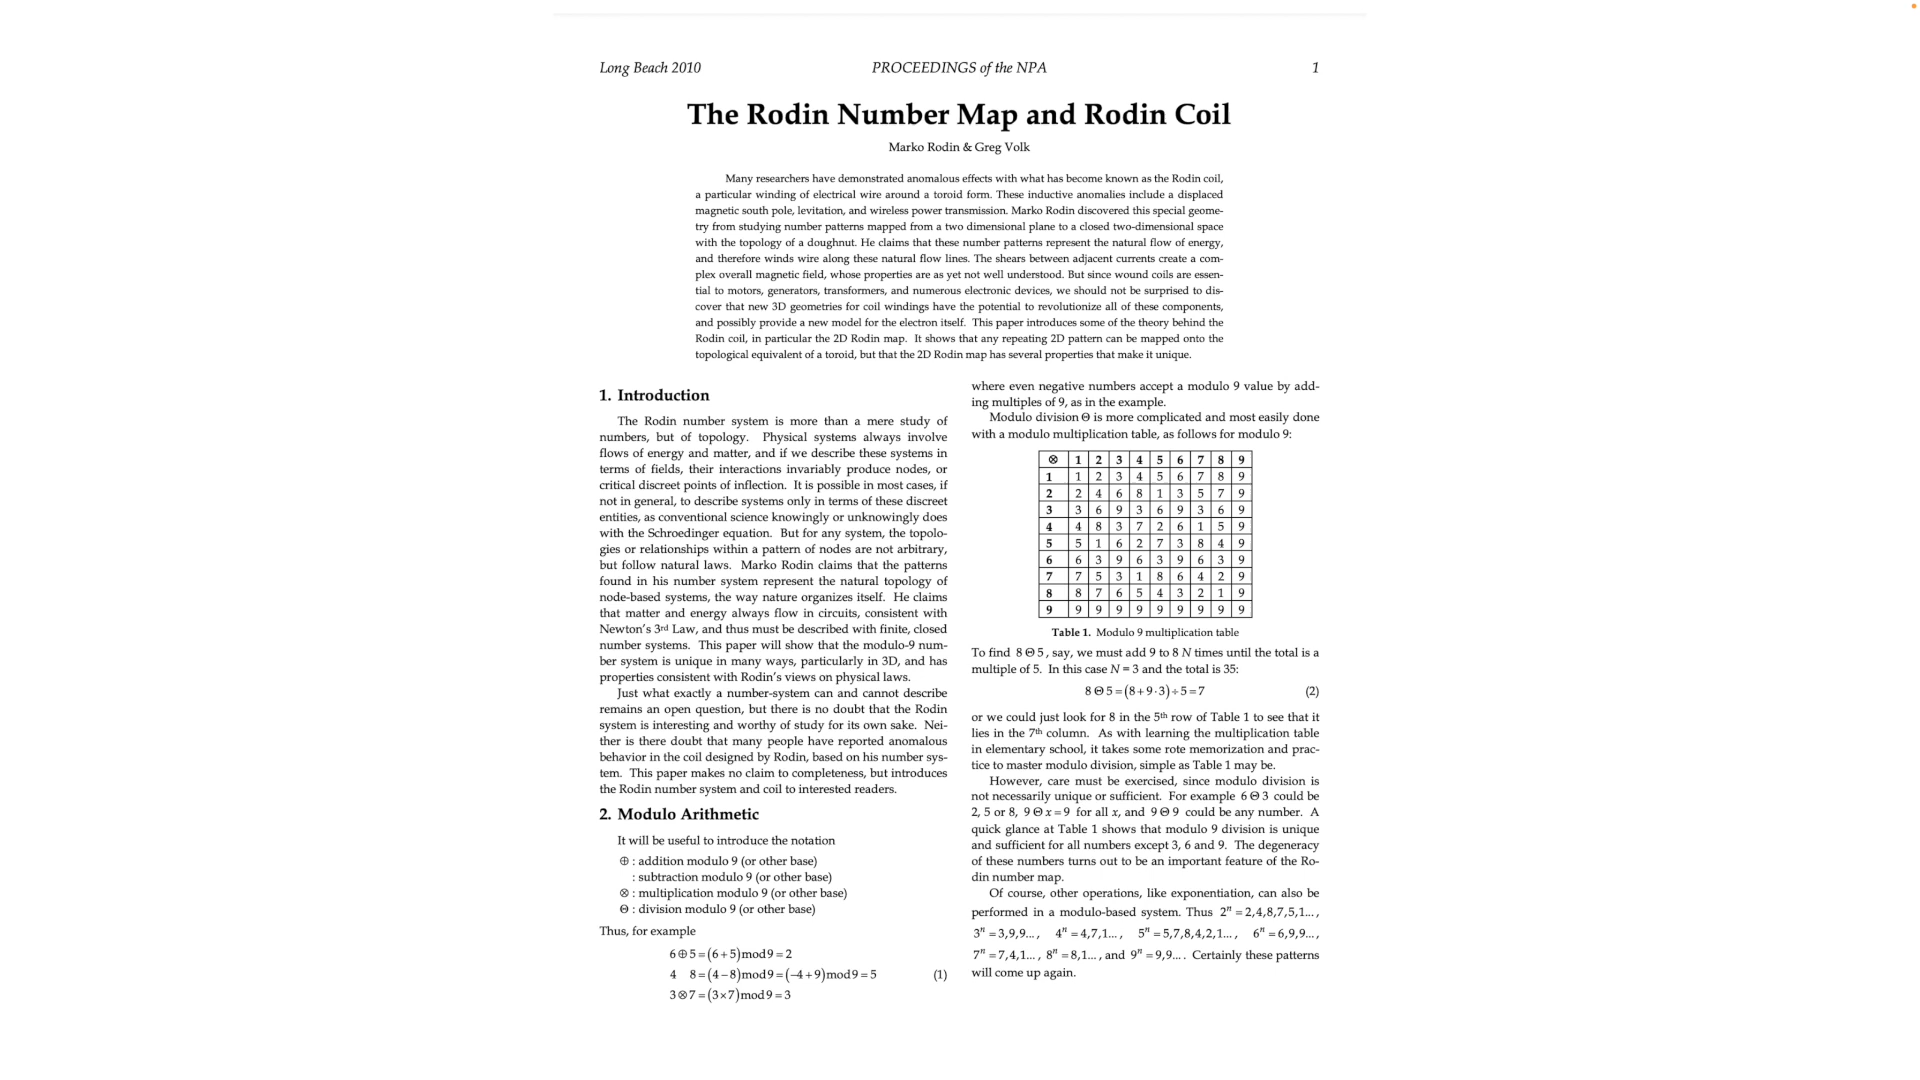 Long Beach 2010 PROCEEDINGS of the NPA 1
The Rodin Number Map and Rodin Coil
Marko Rodin & Greg Volk
Many researchers have demonstrated anomalous effects with what has become known as the Rodin coil,
a particular winding of electrical wire around a toroid form. These inductive anomalies include a displaced
magnetic south pole, levitation, and wireless power transmission. Marko Rodin discovered this special geome-
try from studying number patterns mapped from a two dimensional plane to a closed two-dimensional space
with the topology of a doughnut. He claims that these number patterns represent the natural flow of energy,
and therefore winds wire along these natural flow lines. The shears between adjacent currents create a com-
plex overall magnetic field, whose properties are as yet not well understood. But since wound coils are essen-
tial to motors, generators, transformers, and numerous electronic devices, we should not be surprised to dis-
cover that new 3D geometries for coil windings have the potential to revolutionize all of these components,
and possibly provide a new model for the electron itself. This paper introduces some of the theory behind the
Rodin coil, in particular the 2D Rodin map. It shows that any repeating 2D pattern can be mapped onto the
topological equivalent of a toroid, but that the 2D Rodin map has several properties that make it unique.
1. Introduction
The Rodin number system is more than a mere study of
numbers, but of topology. Physical systems always involve
flows of energy and matter, and if we describe these systems in
terms of fields, their interactions invariably produce nodes, or
critical discreet points of inflection. It is possible in most cases, if
not in general, to describe systems only in terms of these discreet
entities, as conventional science knowingly or unknowingly does
with the Schroedinger equation. But for any system, the topolo-
gies or relationships within a pattern of nodes are not arbitrary,
but follow natural laws. Marko Rodin claims that the patterns
found in his number system represent the natural topology of
node-based systems, the way nature organizes itself. He claims
that matter and energy always flow in circuits, consistent with
Newton's 3rd Law, and thus must be described with finite, closed
number systems. This paper will show that the modulo-9 num-
ber system is unique in many ways, particularly in 3D, and has
properties consistent with Rodin's views on physical laws.
Just what exactly a number-system can and cannot describe
remains an open question, but there is no doubt that the Rodin
system is interesting and worthy of study for its own sake. Nei-
ther is there doubt that many people have reported anomalous
behavior in the coil designed by Rodin, based on his number sys-
tem. This paper makes no claim to completeness, but introduces
the Rodin number system and coil to interested readers.
2. Modulo Arithmetic
It will be useful to introduce the notation
⊕ : addition modulo 9 (or other base)
: subtraction modulo 9 (or other base)
⊗ : multiplication modulo 9 (or other base)
Θ : division modulo 9 (or other base)
Thus, for example
6⊕5=(6+5)mod9=2
4 8=(4−8)mod9=(−4+9)mod9=5 (1)
3⊗7=(3×7)mod9=3
where even negative numbers accept a modulo 9 value by add-
ing multiples of 9, as in the example.
Modulo division Θ is more complicated and most easily done
with a modulo multiplication table, as follows for modulo 9:
⊗ 1 2 3 4 5 6 7 8 9
1 1 2 3 4 5 6 7 8 9
2 2 4 6 8 1 3 5 7 9
3 3 6 9 3 6 9 3 6 9
4 4 8 3 7 2 6 1 5 9
5 5 1 6 2 7 3 8 4 9
6 6 3 9 6 3 9 6 3 9
7 7 5 3 1 8 6 4 2 9
8 8 7 6 5 4 3 2 1 9
9 9 9 9 9 9 9 9 9 9
Table 1. Modulo 9 multiplication table
To find 8Θ5, say, we must add 9 to 8 N times until the total is a
multiple of 5. In this case N = 3 and the total is 35:
8Θ5=(8+9·3)÷5=7 (2)
or we could just look for 8 in the 5th row of Table 1 to see that it
lies in the 7th column. As with learning the multiplication table
in elementary school, it takes some rote memorization and prac-
tice to master modulo division, simple as Table 1 may be.
However, care must be exercised, since modulo division is
not necessarily unique or sufficient. For example 6Θ3 could be
2, 5 or 8, 9Θx=9 for all x, and 9Θ9 could be any number. A
quick glance at Table 1 shows that modulo 9 division is unique
and sufficient for all numbers except 3, 6 and 9. The degeneracy
of these numbers turns out to be an important feature of the Ro-
din number map.
Of course, other operations, like exponentiation, can also be
performed in a modulo-based system. Thus 2ⁿ=2,4,8,7,5,1...,
3ⁿ=3,9,9..., 4ⁿ=4,7,1..., 5ⁿ=5,7,8,4,2,1..., 6ⁿ=6,9,9...,
7ⁿ=7,4,1..., 8ⁿ=8,1..., and 9ⁿ=9,9.... Certainly these patterns
will come up again.